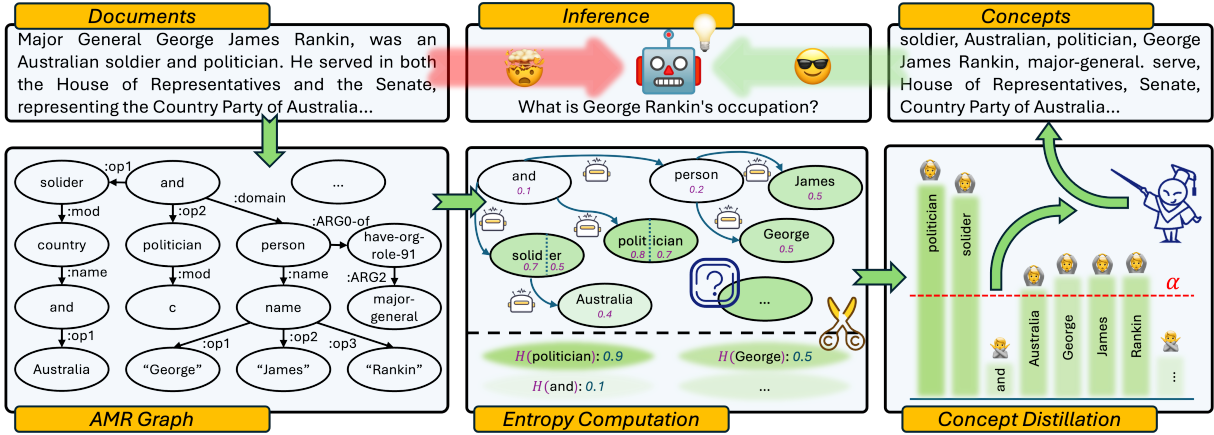 Documents
Major General George James Rankin, was an
Australian soldier and politician. He served in both
the House of Representatives and the Senate,
representing the Country Party of Australia...
Inference
What is George Rankin's occupation?
Concepts
soldier, Australian, politician, George
James Rankin, major-general. serve,
House of Representatives, Senate,
Country Party of Australia...
solider
:op1
and
...
:mod
:op2
:domain
:ARG0-of
country
politician
person
have-org-
role-91
:name
:mod
:name
:ARG2
and
c
name
major-
general
:op1
:op1
:op2
:op3
Australia
“George”
“James”
“Rankin”
AMR Graph
and
0.1
person
0.2
James
0.5
solid er
0.7 0.5
polit ician
0.8 0.7
George
0.5
Australia
0.4
?
...
C C
H(politician): 0.9
H(George): 0.5
H(and): 0.1
...
Entropy Computation
politician
solider
and
Australia
George
James
Rankin
...
α
Concept Distillation